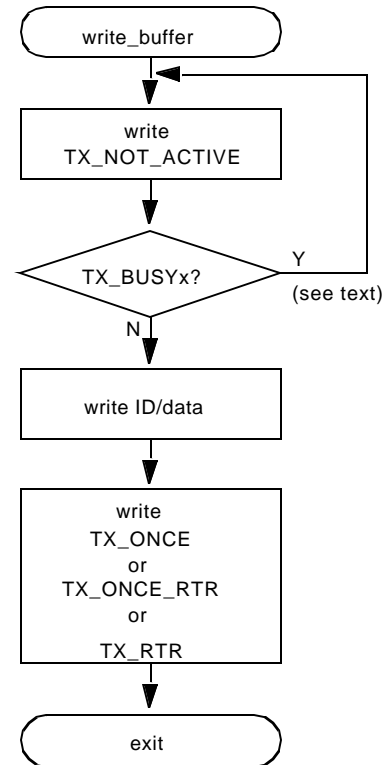 write_buffer
write
TX_NOT_ACTIVE
TX_BUSYx?
Y
(see text)
N
write ID/data
write
TX_ONCE
or
TX_ONCE_RTR
or
TX_RTR
exit